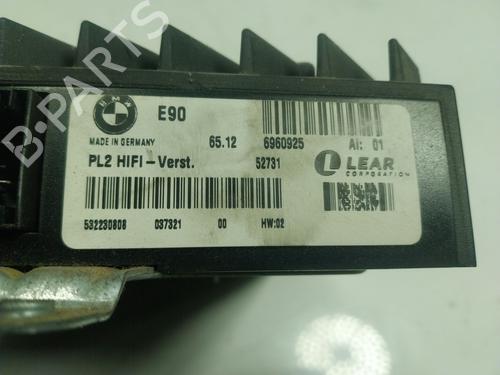 BMW
E90
MADE IN GERMANY
65.12 6960925 AI: 01
PL2 HIFI-Verst. 52731
LEAR
CORPORATION
532230808 037321 00 HW:02
B-PARTS